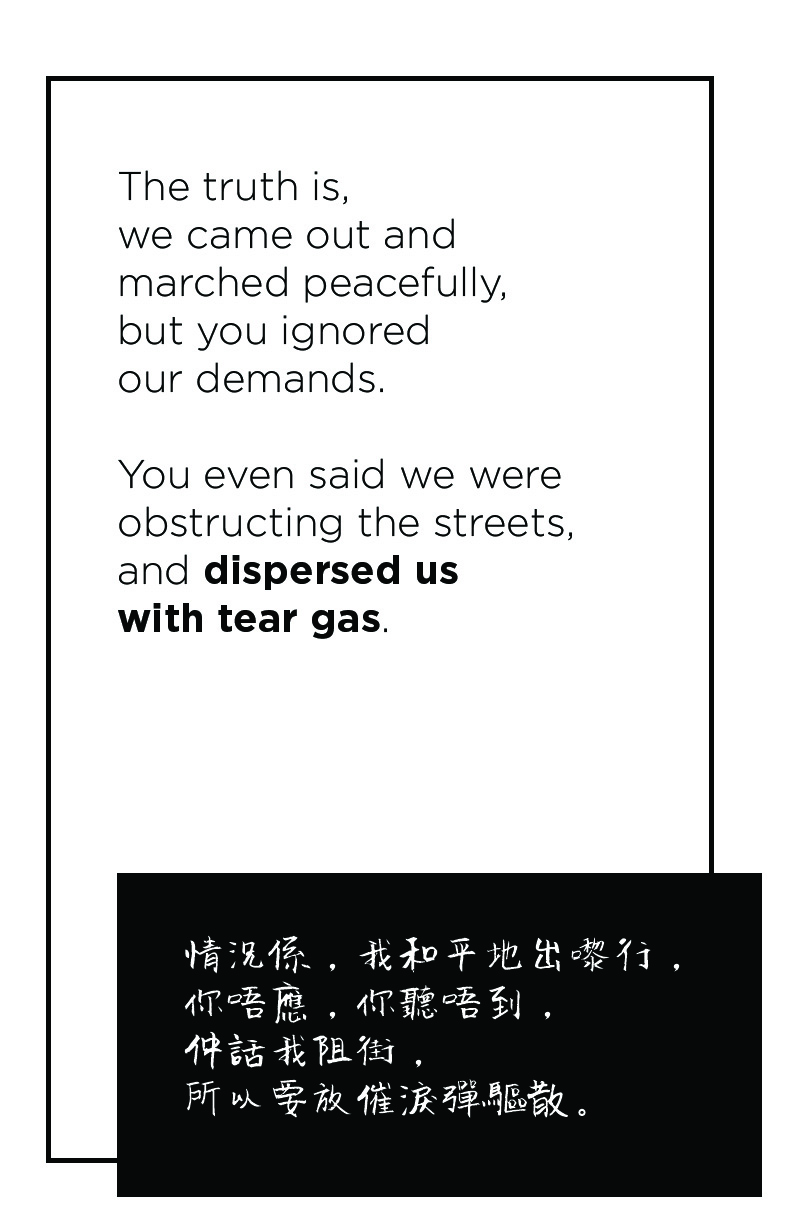 The truth is,
we came out and
marched peacefully,
but you ignored
our demands.
You even said we were
obstructing the streets,
and dispersed us
with tear gas.
情況係，我和平地出嚟行，
你唔應，你聽唔到，
仲話我阻街，
所以要放催淚彈驅散。